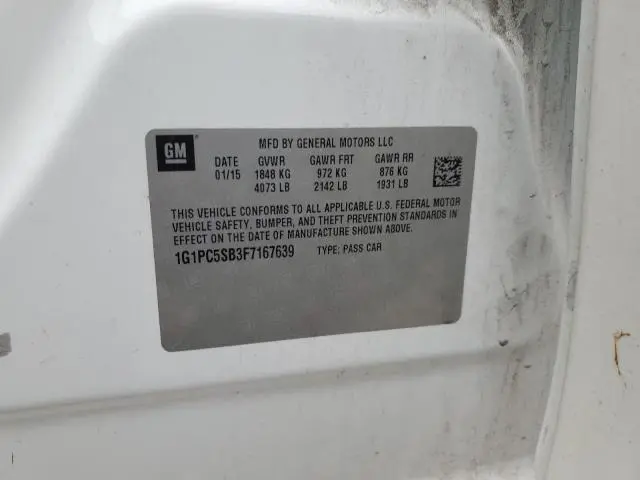 GM
MFD BY GENERAL MOTORS LLC
DATE GVWR GAWR FRT GAWR RR
01/15 1848 KG 972 KG 876 KG
4073 LB 2142 LB 1931 LB
THIS VEHICLE CONFORMS TO ALL APPLICABLE U.S. FEDERAL MOTOR
VEHICLE SAFETY, BUMPER, AND THEFT PREVENTION STANDARDS IN
EFFECT ON THE DATE OF MANUFACTURE SHOWN ABOVE.
1G1PC5SB3F7167639 TYPE: PASS CAR